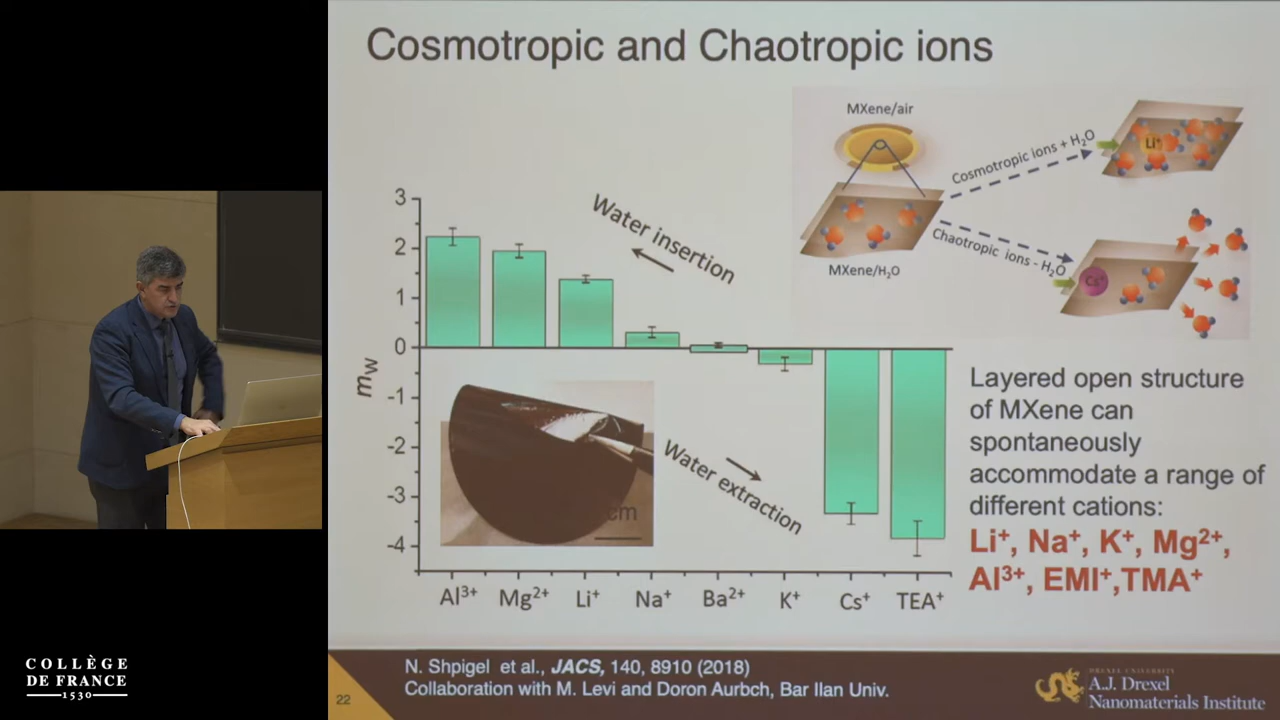 Cosmotropic and Chaotropic ions
MXene/air
MXene/H₂O
Cosmotropic ions + H₂O
Chaotropic ions - H₂O
Li⁺
Cs⁺
Water insertion
Water extraction
3
2
1
0
-1
-2
-3
-4
mw
cm
Al³⁺ Mg²⁺ Li⁺ Na⁺ Ba²⁺ K⁺ Cs⁺ TEA⁺
Layered open structure
of MXene can
spontaneously
accommodate a range of
different cations:
Li⁺, Na⁺, K⁺, Mg²⁺,
Al³⁺, EMI⁺,TMA⁺
COLLÈGE
DE FRANCE
1530
22
N. Shpigel et al., JACS, 140, 8910 (2018)
Collaboration with M. Levi and Doron Aurbch, Bar Ilan Univ.
DREXEL UNIVERSITY
A.J. Drexel
Nanomaterials Institute